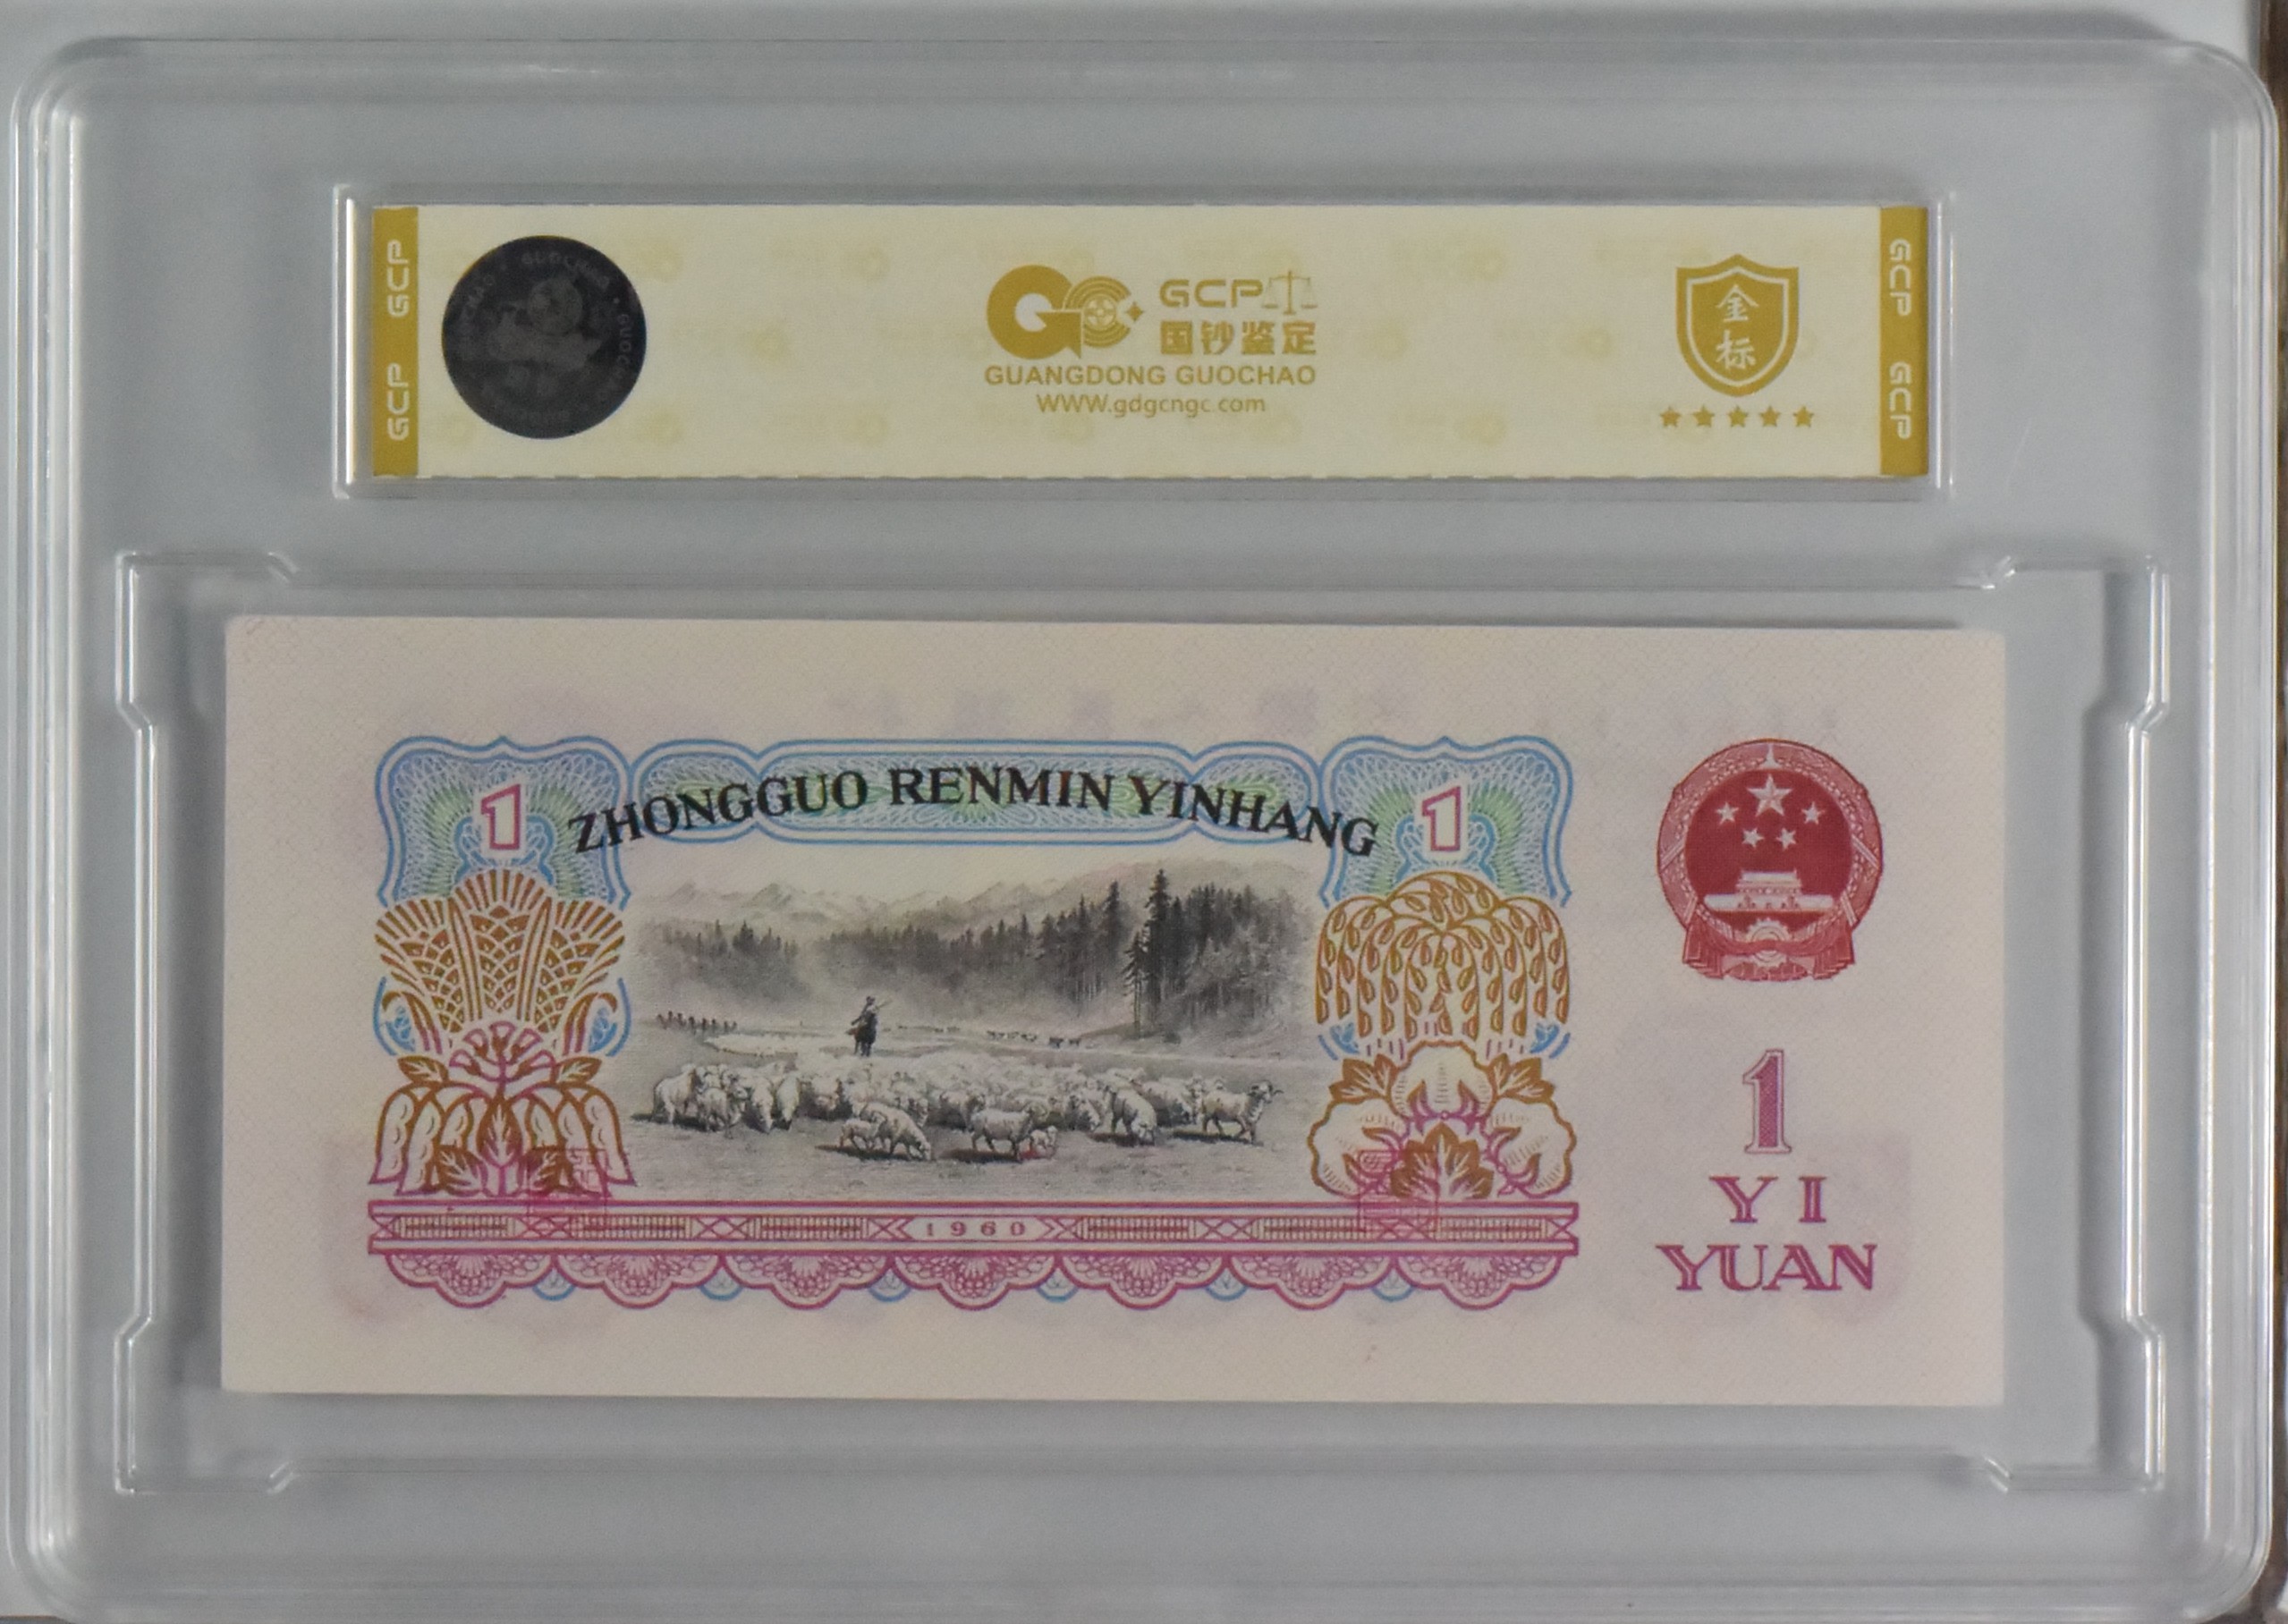 GCP GCP
GCP
国钞鉴定
GUANGDONG GUOCHAO
WWW.gdgcngc.com
金
标
GCP GCP
1
ZHONGGUO RENMIN YINHANG
1
1960
1
YI
YUAN